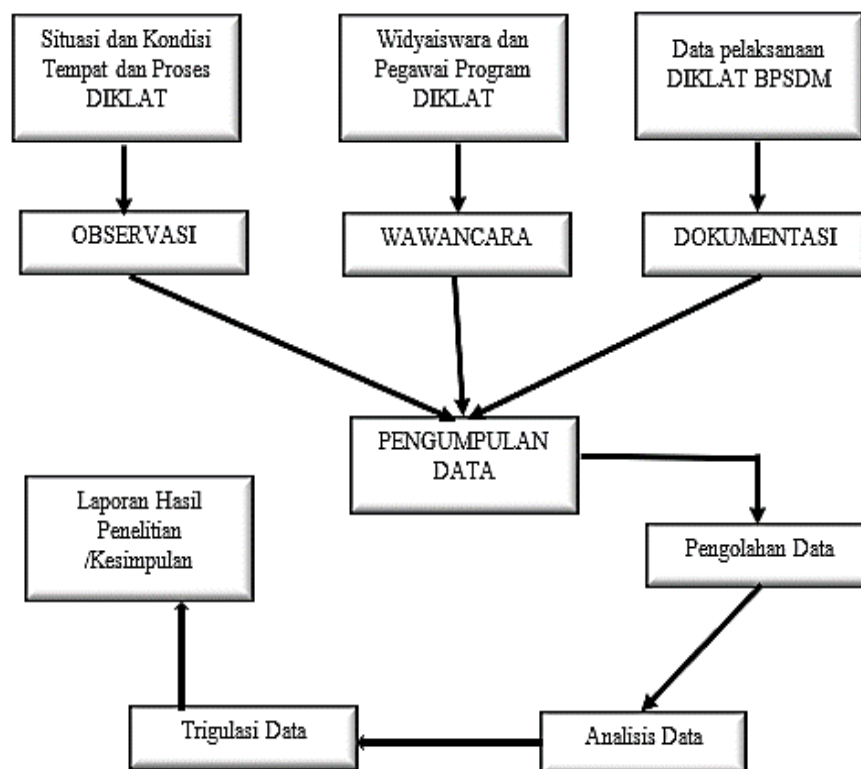 Situasi dan Kondisi
Tempat dan Proses
DIKLAT
Widyaiswara dan
Pegawai Program
DIKLAT
Data pelaksanaan
DIKLAT BPSDM
OBSERVASI
WAWANCARA
DOKUMENTASI
PENGUMPULAN
DATA
Laporan Hasil
Penelitian
/Kesimpulan
Pengolahan Data
Trigulasi Data
Analisis Data